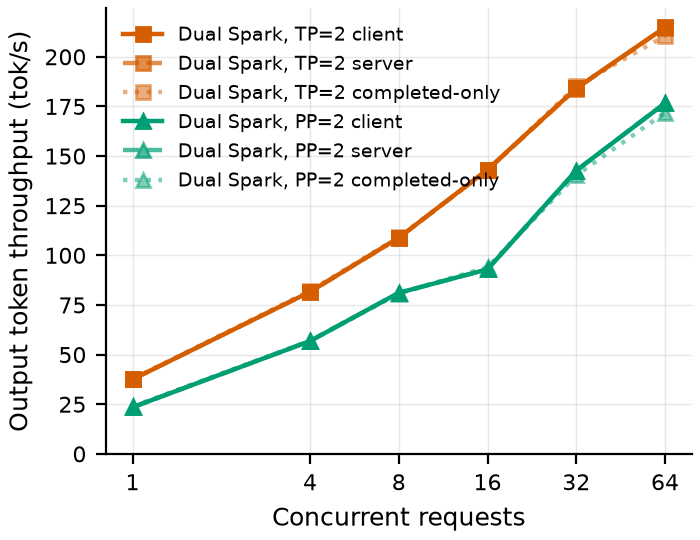 Dual Spark, TP=2 client
Dual Spark, TP=2 server
Dual Spark, TP=2 completed-only
Dual Spark, PP=2 client
Dual Spark, PP=2 server
Dual Spark, PP=2 completed-only
Output token throughput (tok/s)
200
175
150
125
100
75
50
25
0
1 4 8 16 32 64
Concurrent requests